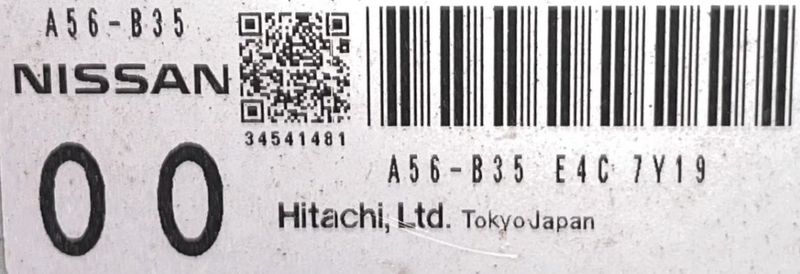 A56-B35
NISSAN
34541481
A56-B35 E4C 7Y19
00
Hitachi, Ltd. Tokyo Japan